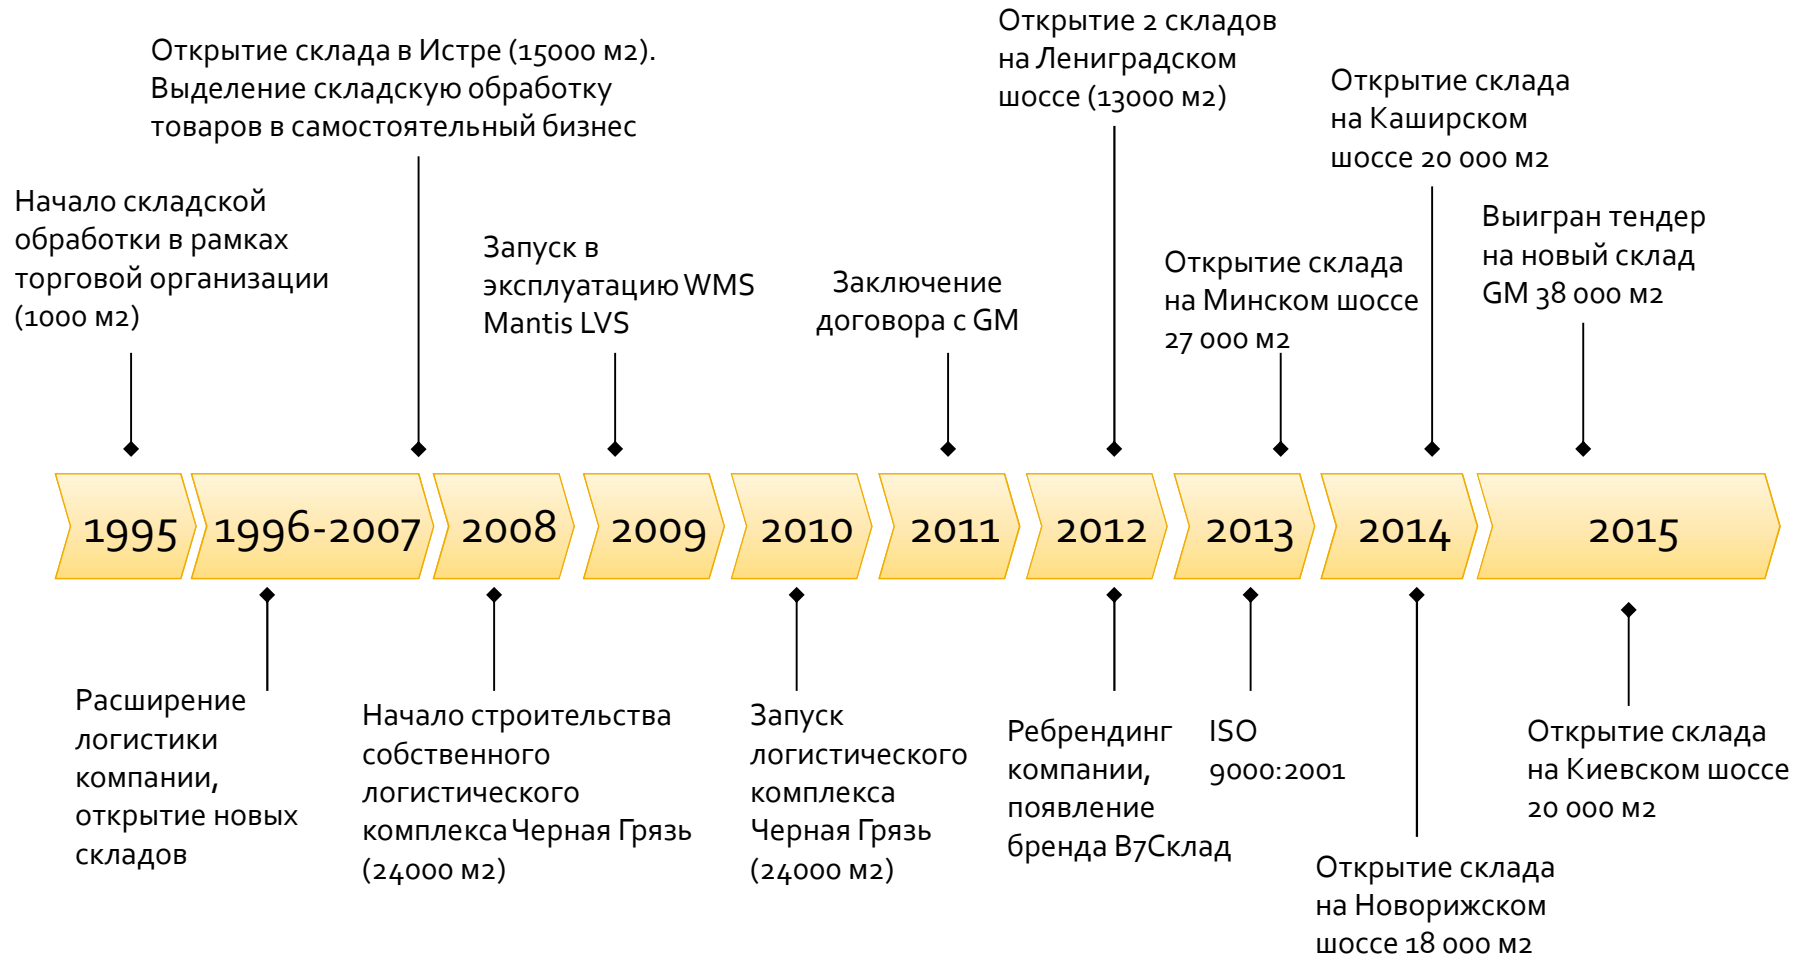 Открытие 2 складов
на Лениградском
шоссе (13000 м2)
Открытие склада в Истре (15000 м2).
Выделение складскую обработку
товаров в самостоятельный бизнес
Открытие склада
на Каширском
шоссе 20 000 м2
Начало складской
обработки в рамках
торговой организации
(1000 м2)
Запуск в
эксплуатацию WMS
Mantis LVS
Заключение
договора с GM
Открытие склада
на Минском шоссе
27 000 м2
Выигран тендер
на новый склад
GM 38 000 м2
1995
1996-2007
2008
2009
2010
2011
2012
2013
2014
2015
Расширение
логистики
компании,
открытие новых
складов
Начало строительства
собственного
логистического
комплекса Черная Грязь
(24000 м2)
Запуск
логистического
комплекса
Черная Грязь
(24000 м2)
Ребрендинг
компании,
появление
бренда В7Склад
ISO
9000:2001
Открытие склада
на Новорижском
шоссе 18 000 м2
Открытие склада
на Киевском шоссе
20 000 м2